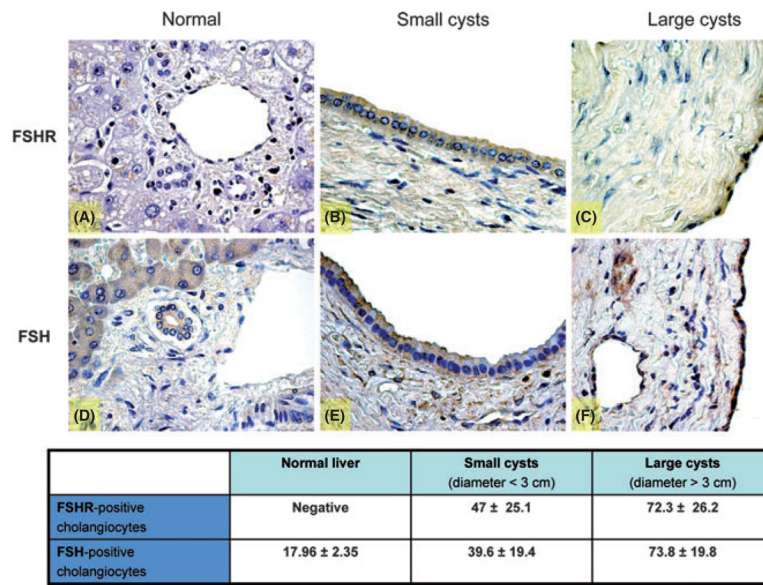 Normal
Small cysts
Large cysts
FSHR
(A)
(B)
(C)
FSH
(D)
(E)
(F)
Normal liver
Small cysts
(diameter < 3 cm)
Large cysts
(diameter > 3 cm)
FSHR-positive
cholangiocytes
Negative
47 ± 25.1
72.3 ± 26.2
FSH-positive
cholangiocytes
17.96 ± 2.35
39.6 ± 19.4
73.8 ± 19.8